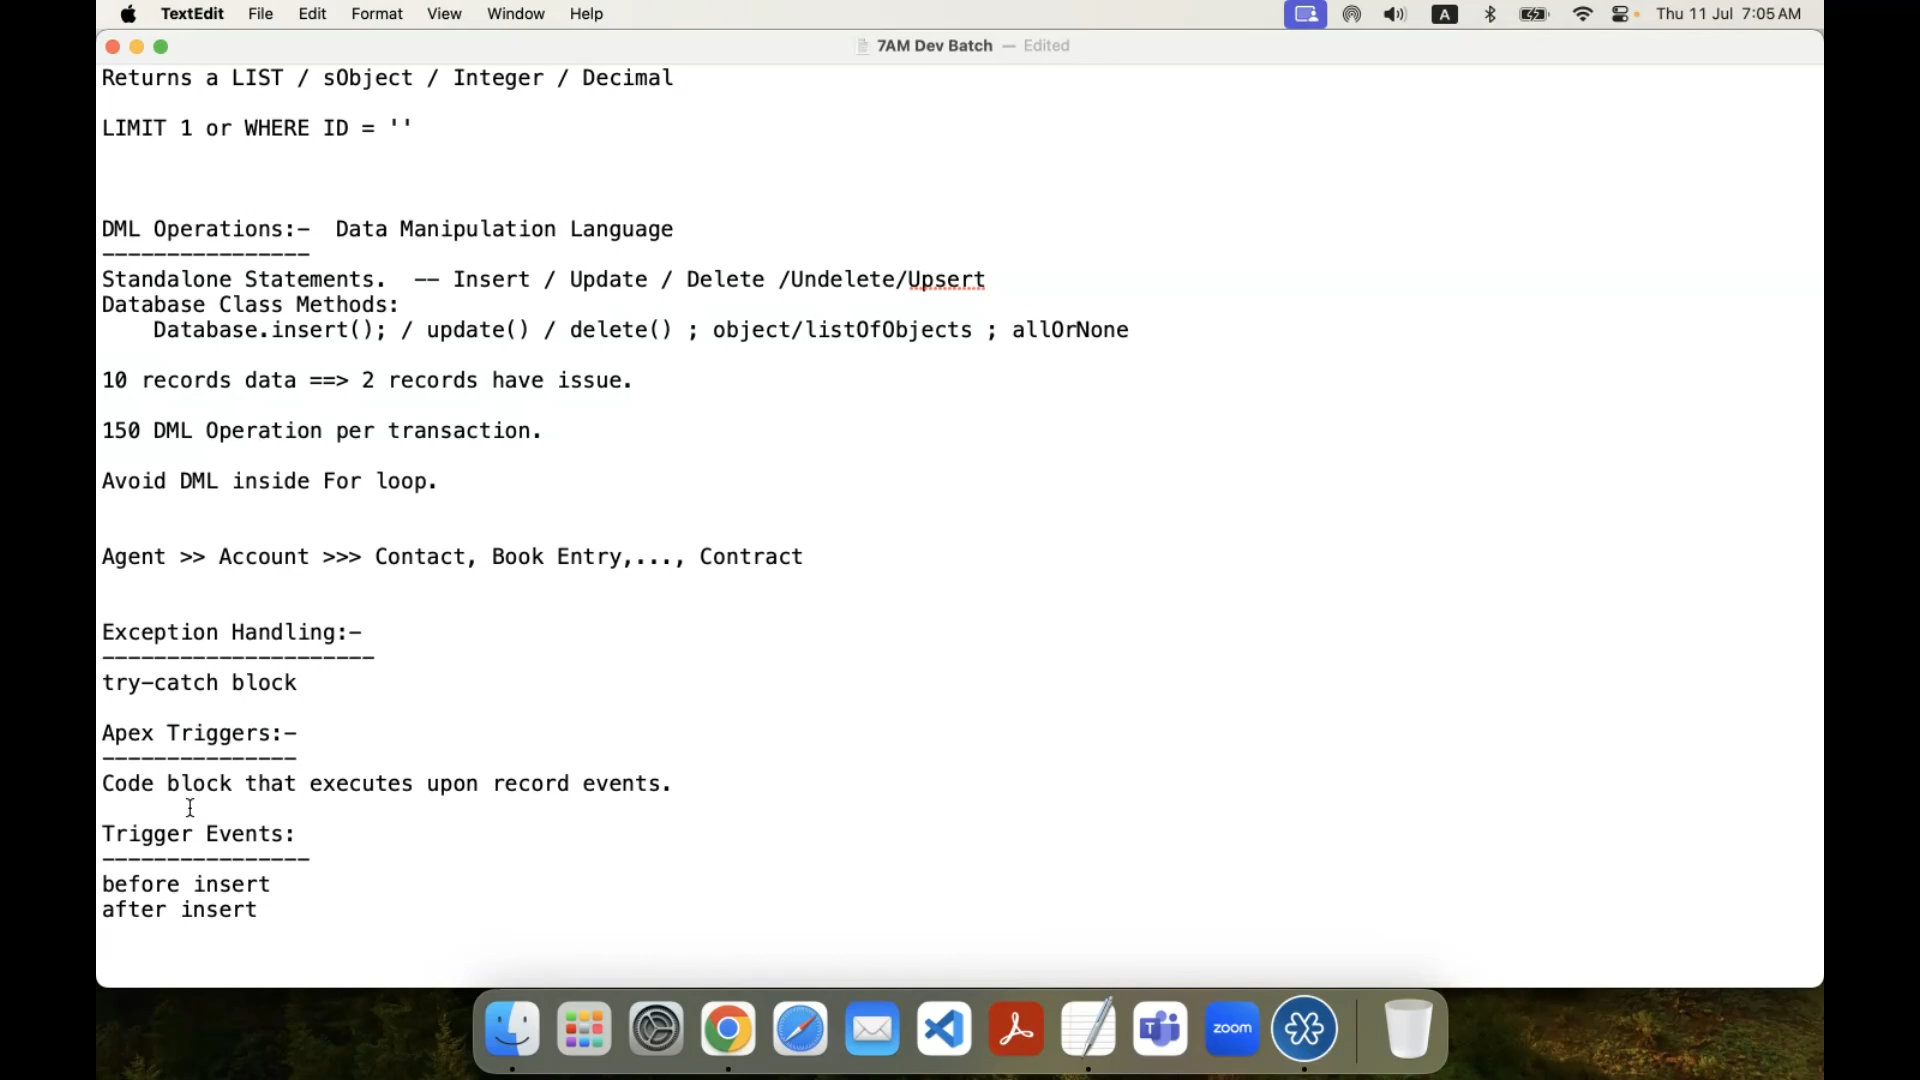 TextEdit File Edit Format View Window Help A Thu 11 Jul 7:05 AM
7AM Dev Batch — Edited
Returns a LIST / sObject / Integer / Decimal
LIMIT 1 or WHERE ID = ''
DML Operations:-  Data Manipulation Language
----------------
Standalone Statements.  -- Insert / Update / Delete /Undelete/Upsert
Database Class Methods:
    Database.insert(); / update() / delete() ; object/listOfObjects ; allOrNone
10 records data ==> 2 records have issue.
150 DML Operation per transaction.
Avoid DML inside For loop.
Agent >> Account >>> Contact, Book Entry,..., Contract
Exception Handling:-
---------------------
try-catch block
Apex Triggers:-
---------------
Code block that executes upon record events.
Trigger Events:
----------------
before insert
after insert
T zoom